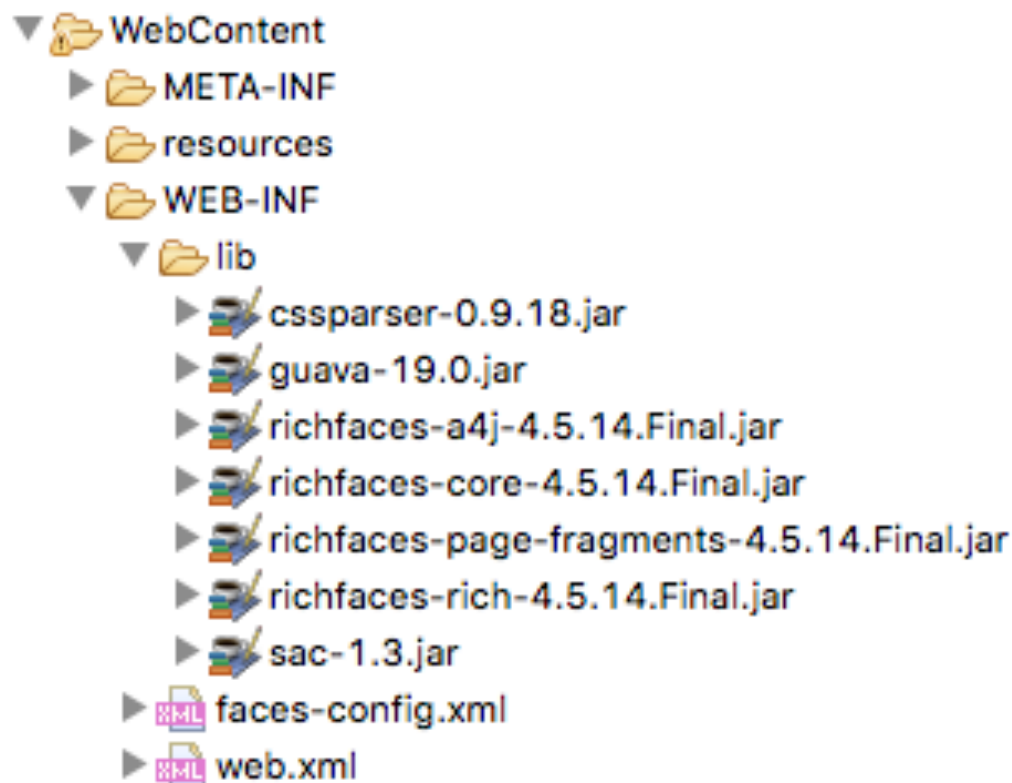 WebContent
META-INF
resources
WEB-INF
lib
cssparser-0.9.18.jar
guava-19.0.jar
richfaces-a4j-4.5.14.Final.jar
richfaces-core-4.5.14.Final.jar
richfaces-page-fragments-4.5.14.Final.jar
richfaces-rich-4.5.14.Final.jar
sac-1.3.jar
XML faces-config.xml
XML web.xml